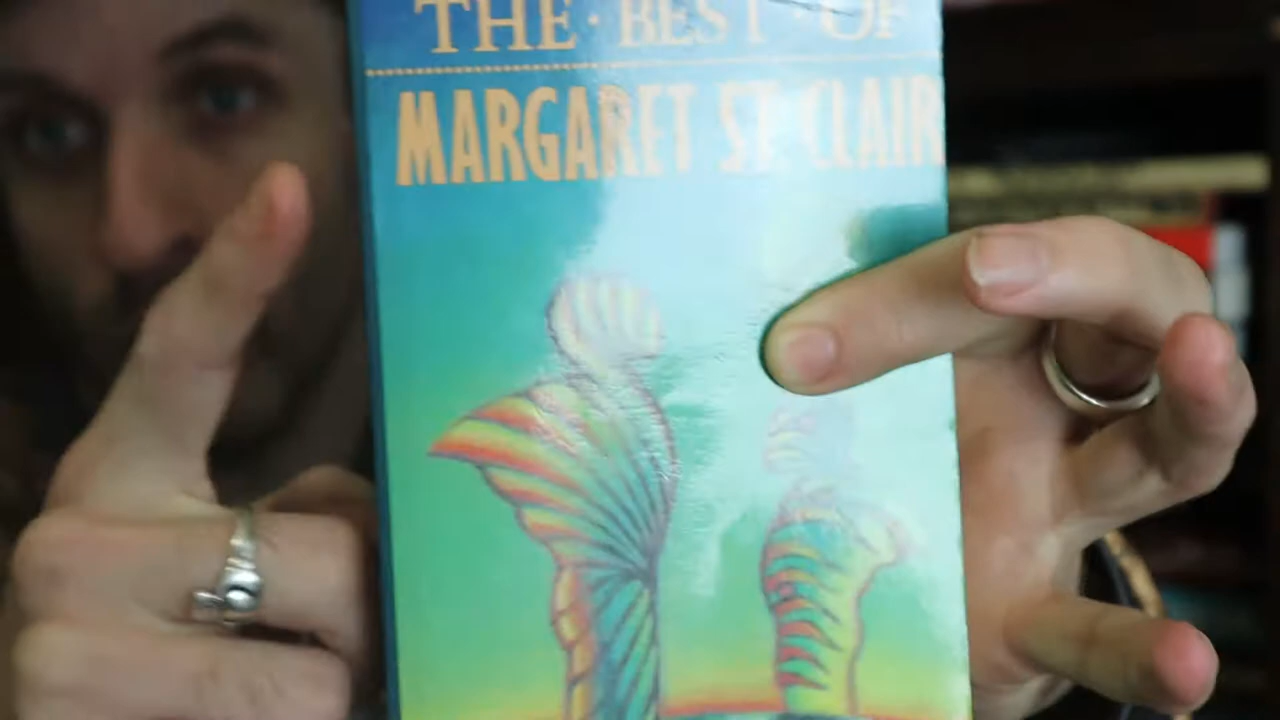 THE · BEST · OF
MARGARET ST. CLAIR